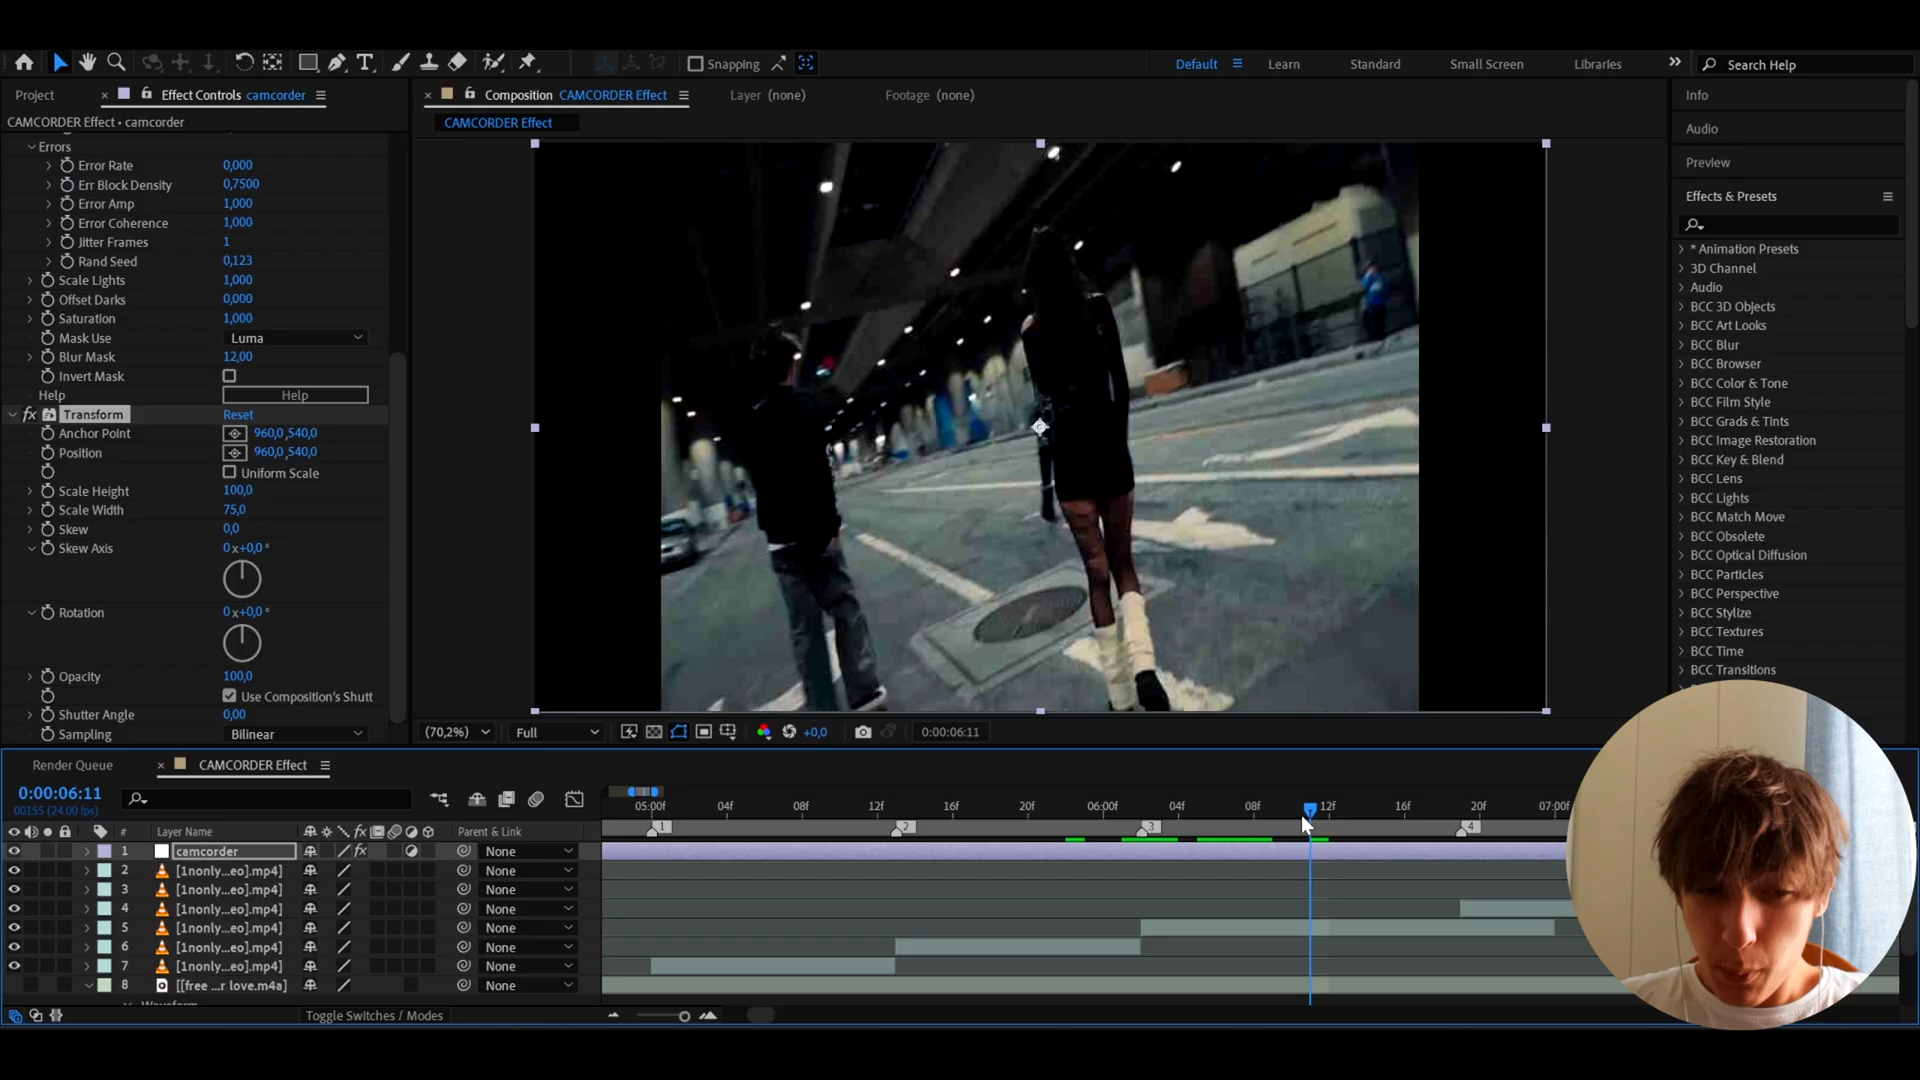 Snapping
Default
Learn
Standard
Small Screen
Libraries
Search Help
Project
Effect Controls camcorder
Composition CAMCORDER Effect
Layer (none)
Footage (none)
Info
CAMCORDER Effect • camcorder
CAMCORDER Effect
Audio
Errors
Error Rate 0,000
Err Block Density 0,7500
Error Amp 1,000
Error Coherence 1,000
Jitter Frames 1
Rand Seed 0,123
Scale Lights 1,000
Offset Darks 0,000
Saturation 1,000
Mask Use Luma
Blur Mask 12,00
Invert Mask
Help Help
fx Transform Reset
Anchor Point 960,0,540,0
Position 960,0,540,0
Uniform Scale
Scale Height 100,0
Scale Width 75,0
Skew 0,0
Skew Axis 0x+0,0°
Rotation 0x+0,0°
Opacity 100,0
Use Composition's Shutt
Shutter Angle 0,00
Sampling Bilinear
Preview
Effects & Presets
* Animation Presets
3D Channel
Audio
BCC 3D Objects
BCC Art Looks
BCC Blur
BCC Browser
BCC Color & Tone
BCC Film Style
BCC Grads & Tints
BCC Image Restoration
BCC Key & Blend
BCC Lens
BCC Lights
BCC Match Move
BCC Obsolete
BCC Optical Diffusion
BCC Particles
BCC Perspective
BCC Stylize
BCC Textures
BCC Time
BCC Transitions
(70,2%) Full +0,0 0:00:06:11
Render Queue
CAMCORDER Effect
0:00:06:11
00155 (24.00 fps)
05:00f 04f 08f 12f 16f 20f 06:00f 04f 08f 12f 16f 20f 07:00f
1 2 3 4
# Layer Name fx Parent & Link
1 camcorder fx None
2 [1nonly...eo].mp4] None
3 [1nonly...eo].mp4] None
4 [1nonly...eo].mp4] None
5 [1nonly...eo].mp4] None
6 [1nonly...eo].mp4] None
7 [1nonly...eo].mp4] None
8 [[free ...r love.m4a] None
Waveform
Toggle Switches / Modes